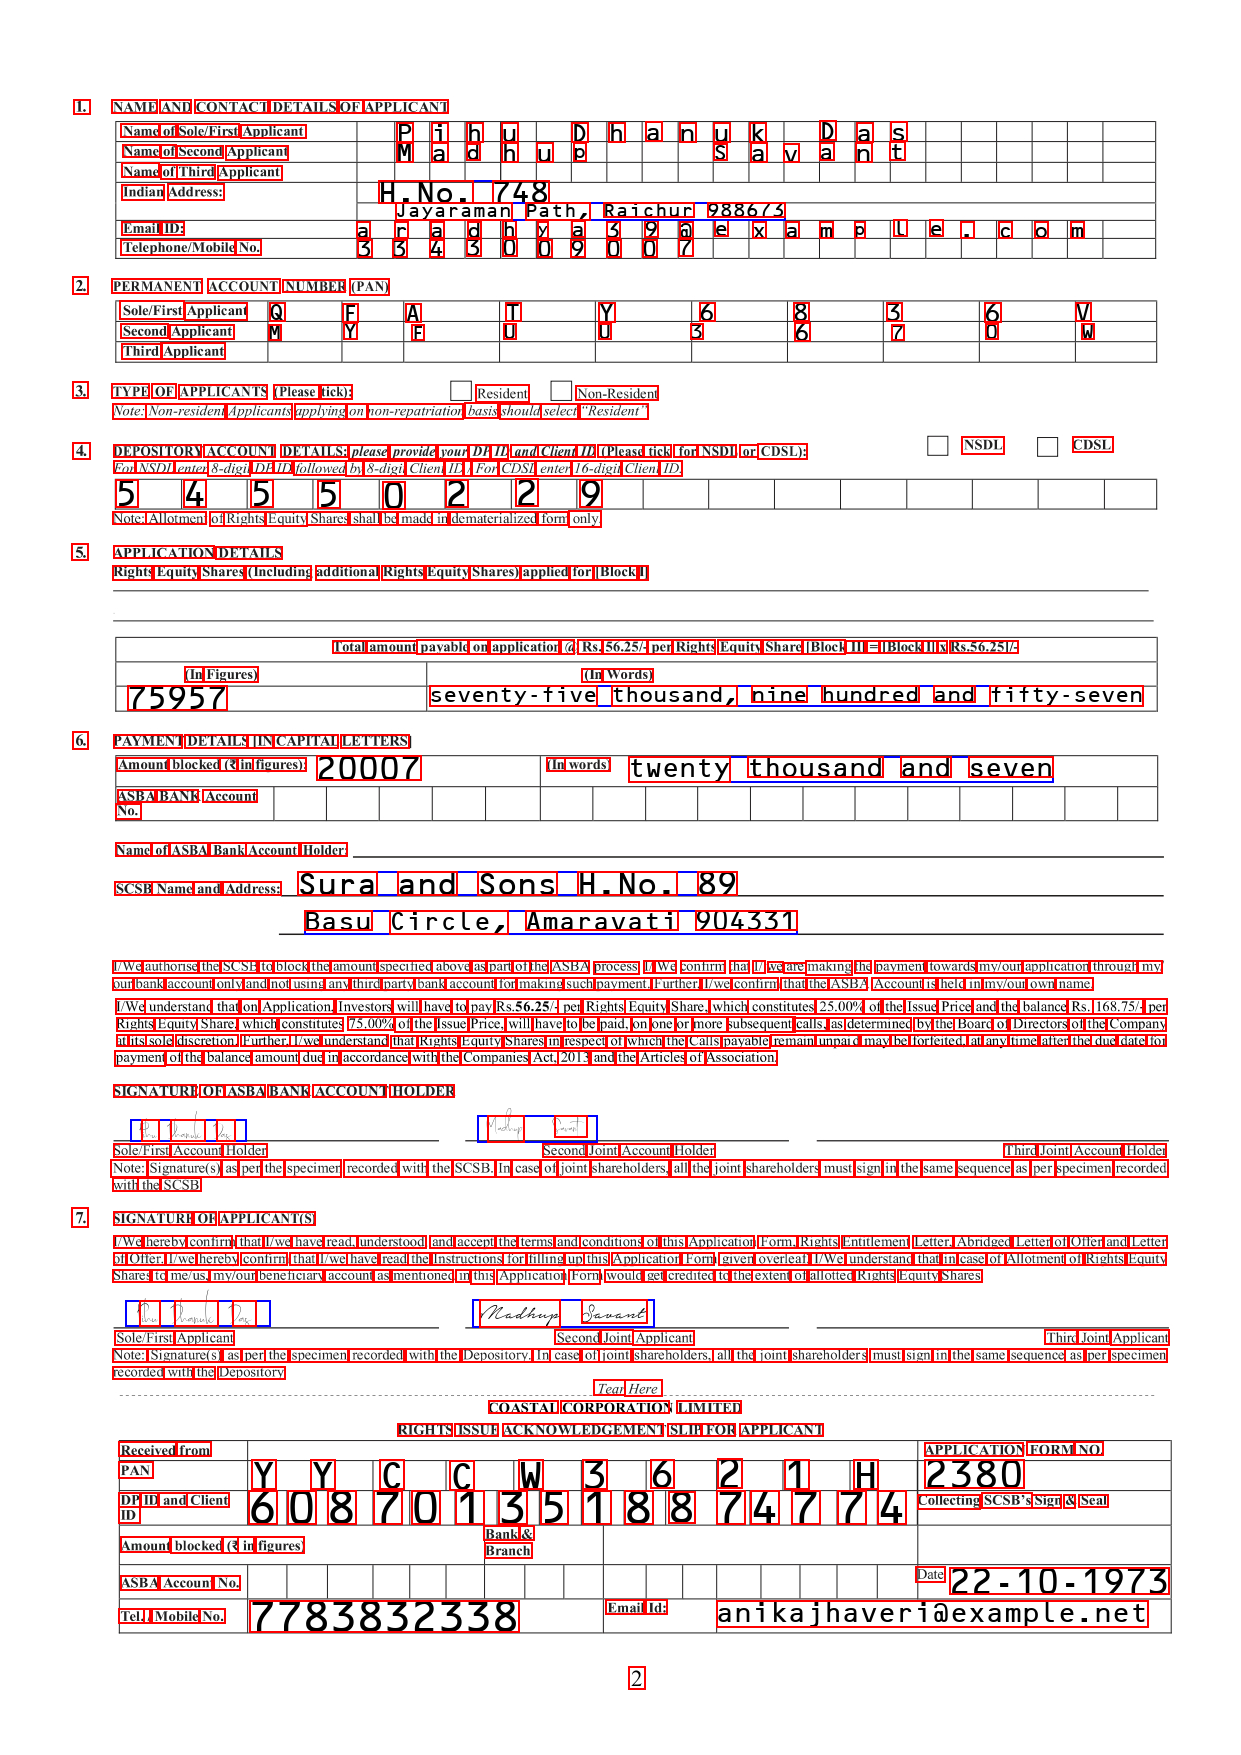 1. NAME AND CONTACT DETAILS OF APPLICANT
Name of Sole/First Applicant Pihu Dhanuk Das
Name of Second Applicant Madhup Savant
Name of Third Applicant
Indian Address: H.No. 748
Jayaraman Path, Raichur 988673
Email ID: aradhya39@example.com
Telephone/Mobile No. 3343009007
2. PERMANENT ACCOUNT NUMBER (PAN)
Sole/First Applicant Q F A T Y 6 8 3 6 V
Second Applicant M Y F U U 3 6 7 0 W
Third Applicant
3. TYPE OF APPLICANTS (Please tick): Resident Non-Resident
Note: Non-resident Applicants applying on non-repatriation basis should select "Resident"
4. DEPOSITORY ACCOUNT DETAILS: please provide your DP ID and Client ID (Please tick for NSDL or CDSL): NSDL CDSL
For NSDL enter 8-digit DP ID followed by 8-digit Client ID / For CDSL enter 16-digit Client ID.
5 4 5 5 0 2 2 9
Note: Allotment of Rights Equity Shares shall be made in dematerialized form only.
5. APPLICATION DETAILS
Rights Equity Shares (Including additional Rights Equity Shares) applied for [Block I]
Total amount payable on application @ Rs. 56.25/- per Rights Equity Share [Block II] = [Block I] x Rs.56.25]/-
(In Figures) (In Words)
75957 seventy-five thousand, nine hundred and fifty-seven
6. PAYMENT DETAILS [IN CAPITAL LETTERS]
Amount blocked (₹ in figures): 20007 (In words) twenty thousand and seven
ASBA BANK Account
No.
Name of ASBA Bank Account Holder:
SCSB Name and Address: Sura and Sons H.No. 89
Basu Circle, Amaravati 904331
I/We authorise the SCSB to block the amount specified above as part of the ASBA process. I/We confirm that I/ we are making the payment towards my/our application through my/
our bank account only and not using any third party bank account for making such payment. Further, I/we confirm that the ASBA Account is held in my/our own name.
I/We understand that on Application, Investors will have to pay Rs.56.25/- per Rights Equity Share, which constitutes 25.00% of the Issue Price and the balance Rs. 168.75/- per
Rights Equity Share, which constitutes 75.00% of the Issue Price, will have to be paid, on one or more subsequent calls, as determined by the Board of Directors of the Company
at its sole discretion. Further, I/we understand that Rights Equity Shares in respect of which the Calls payable remain unpaid may be forfeited, at any time after the due date for
payment of the balance amount due in accordance with the Companies Act, 2013 and the Articles of Association.
SIGNATURE OF ASBA BANK ACCOUNT HOLDER
Pihu Dhanuk Das Madhup Savant
Sole/First Account Holder Second Joint Account Holder Third Joint Account Holder
Note: Signature(s) as per the specimen recorded with the SCSB. In case of joint shareholders, all the joint shareholders must sign in the same sequence as per specimen recorded
with the SCSB
7. SIGNATURE OF APPLICANT(S)
I/We hereby confirm that I/we have read, understood and accept the terms and conditions of this Application Form, Rights Entitlement Letter, Abridged Letter of Offer and Letter
of Offer. I/we hereby confirm that I/we have read the Instructions for filling up this Application Form given overleaf. I/We understand that in case of Allotment of Rights Equity
Shares to me/us, my/our beneficiary account as mentioned in this Application Form would get credited to the extent of allotted Rights Equity Shares
Pihu Dhanuk Das Madhup Savant
Sole/First Applicant Second Joint Applicant Third Joint Applicant
Note: Signature(s) as per the specimen recorded with the Depository. In case of joint shareholders, all the joint shareholders must sign in the same sequence as per specimen
recorded with the Depository
Tear Here
COASTAL CORPORATION LIMITED
RIGHTS ISSUE ACKNOWLEDGEMENT SLIP FOR APPLICANT
Received from APPLICATION FORM NO.
PAN Y Y C C W 3 6 2 1 H 2380
DP ID and Client
ID 6087013518874774 Collecting SCSB's Sign & Seal
Amount blocked (₹ in figures) Bank &
Branch
ASBA Account No. Date 22-10-1973
Tel./ Mobile No. 7783832338 Email Id: anikajhaveri@example.net
2